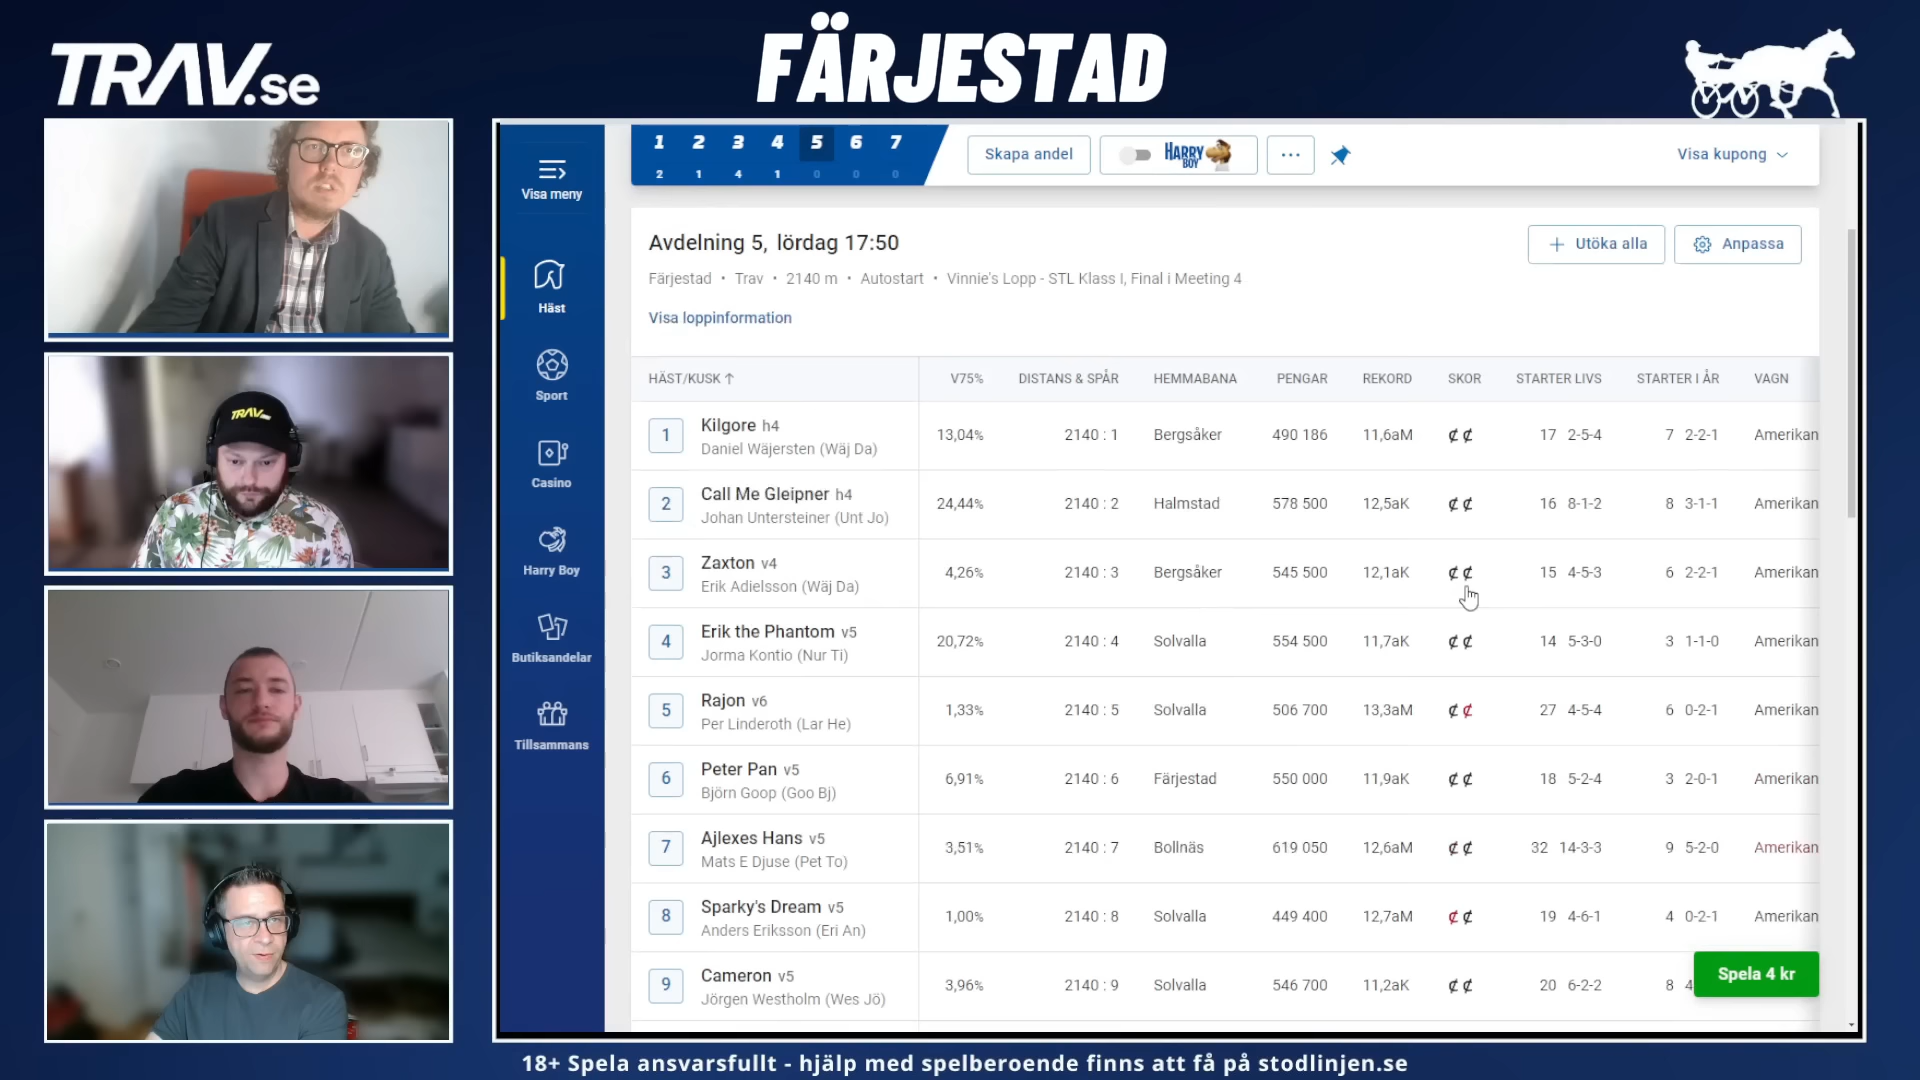 TRAV.se
FÄRJESTAD
TRAV.se
1 2 3 4 5 6 7
2 1 4 1 0 0 0
Skapa andel
HARRY BOY
...
Visa kupong
Visa meny
Häst
Sport
Casino
Harry Boy
Butiksandelar
Tillsammans
Avdelning 5, lördag 17:50
Utöka alla
Anpassa
Färjestad • Trav • 2140 m • Autostart • Vinnie's Lopp - STL Klass I, Final i Meeting 4
Visa loppinformation
HÄST/KUSK ↑ V75% DISTANS & SPÅR HEMMABANA PENGAR REKORD SKOR STARTER LIVS STARTER I ÅR VAGN
1 Kilgore h4 13,04% 2140 : 1 Bergsåker 490 186 11,6aM ₵ ₵ 17 2-5-4 7 2-2-1 Amerikan
Daniel Wäjersten (Wäj Da)
2 Call Me Gleipner h4 24,44% 2140 : 2 Halmstad 578 500 12,5aK ₵ ₵ 16 8-1-2 8 3-1-1 Amerikan
Johan Untersteiner (Unt Jo)
3 Zaxton v4 4,26% 2140 : 3 Bergsåker 545 500 12,1aK ₵ ₵ 15 4-5-3 6 2-2-1 Amerikan
Erik Adielsson (Wäj Da)
4 Erik the Phantom v5 20,72% 2140 : 4 Solvalla 554 500 11,7aK ₵ ₵ 14 5-3-0 3 1-1-0 Amerikan
Jorma Kontio (Nur Ti)
5 Rajon v6 1,33% 2140 : 5 Solvalla 506 700 13,3aM ₵ ₵ 27 4-5-4 6 0-2-1 Amerikan
Per Linderoth (Lar He)
6 Peter Pan v5 6,91% 2140 : 6 Färjestad 550 000 11,9aK ₵ ₵ 18 5-2-4 3 2-0-1 Amerikan
Björn Goop (Goo Bj)
7 Ajlexes Hans v5 3,51% 2140 : 7 Bollnäs 619 050 12,6aM ₵ ₵ 32 14-3-3 9 5-2-0 Amerikan
Mats E Djuse (Pet To)
8 Sparky's Dream v5 1,00% 2140 : 8 Solvalla 449 400 12,7aM ₵ ₵ 19 4-6-1 4 0-2-1 Amerikan
Anders Eriksson (Eri An)
9 Cameron v5 3,96% 2140 : 9 Solvalla 546 700 11,2aK ₵ ₵ 20 6-2-2 8 4
Jörgen Westholm (Wes Jö)
Spela 4 kr
18+ Spela ansvarsfullt - hjälp med spelberoende finns att få på stodlinjen.se